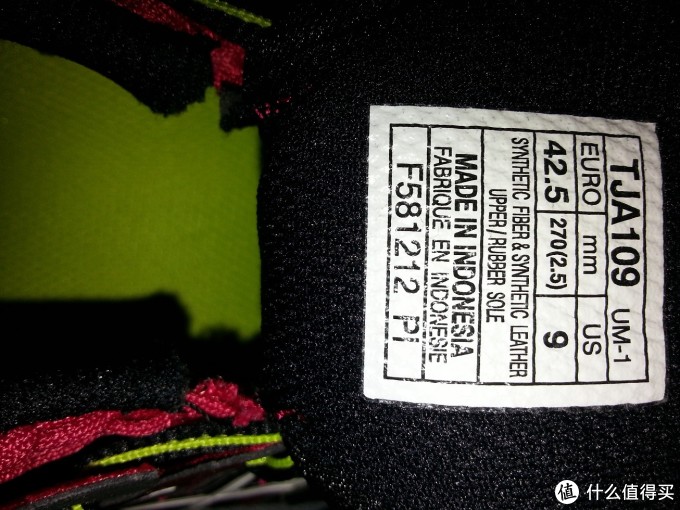 TJA109 UM-1
EURO mm US
42.5 270(2.5) 9
SYNTHETIC FIBER & SYNTHETIC LEATHER
UPPER/RUBBER SOLE
MADE IN INDONESIA
FABRIQUE EN INDONESIE
F581212 PI
值 什么值得买